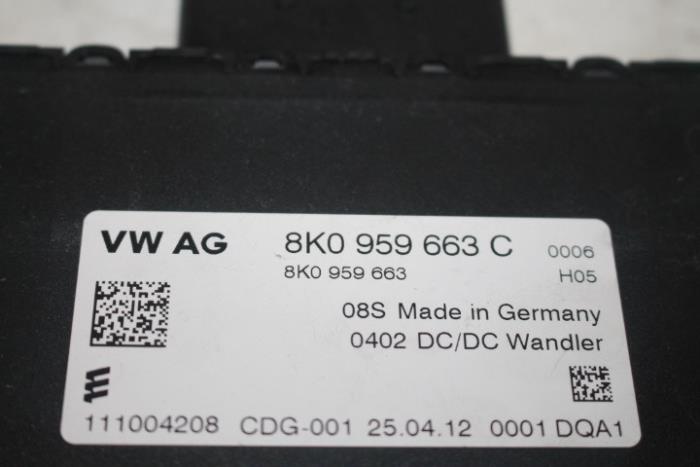 VW AG 8K0 959 663 C 0006
8K0 959 663 H05
08S Made in Germany
0402 DC/DC Wandler
111004208 CDG-001 25.04.12 0001 DQA1